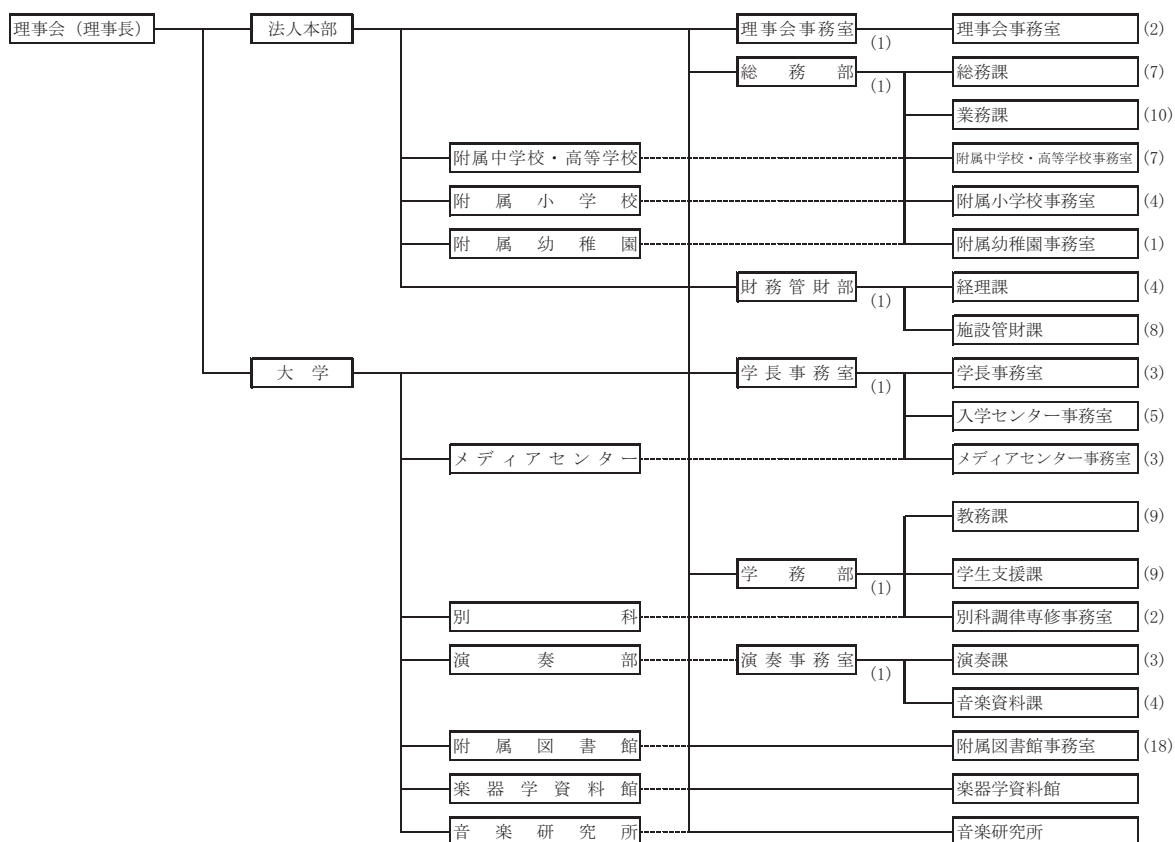 理事会（理事長） 法人本部 理事会事務室 (1) 理事会事務室 (2)
総務部 (1) 総務課 (7)
業務課 (10)
附属中学校・高等学校 附属中学校・高等学校事務室 (7)
附属小学校 附属小学校事務室 (4)
附属幼稚園 附属幼稚園事務室 (1)
財務管財部 (1) 経理課 (4)
施設管財課 (8)
大学 学長事務室 (1) 学長事務室 (3)
入学センター事務室 (5)
メディアセンター メディアセンター事務室 (3)
教務課 (9)
学務部 (1) 学生支援課 (9)
別科 別科調律専修事務室 (2)
演奏部 演奏事務室 (1) 演奏課 (3)
音楽資料課 (4)
附属図書館 附属図書館事務室 (18)
楽器学資料館 楽器学資料館
音楽研究所 音楽研究所